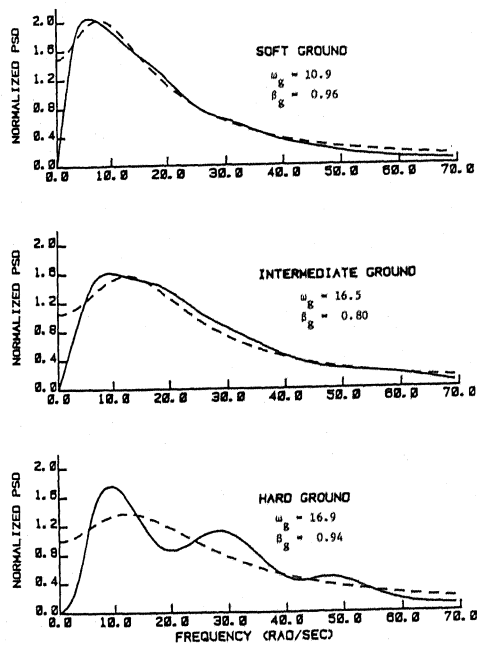 NORMALIZED PSD
2.0
1.6
1.2
0.8
0.4
0.0
SOFT GROUND
ωg = 10.9
βg = 0.96
0.0 10.0 20.0 30.0 40.0 50.0 60.0 70.0
NORMALIZED PSD
2.0
1.6
1.2
0.8
0.4
0.0
INTERMEDIATE GROUND
ωg = 16.5
βg = 0.80
0.0 10.0 20.0 30.0 40.0 50.0 60.0 70.0
NORMALIZED PSD
2.0
1.6
1.2
0.8
0.4
0.0
HARD GROUND
ωg = 16.9
βg = 0.94
0.0 10.0 20.0 30.0 40.0 50.0 60.0 70.0
FREQUENCY (RAD/SEC)